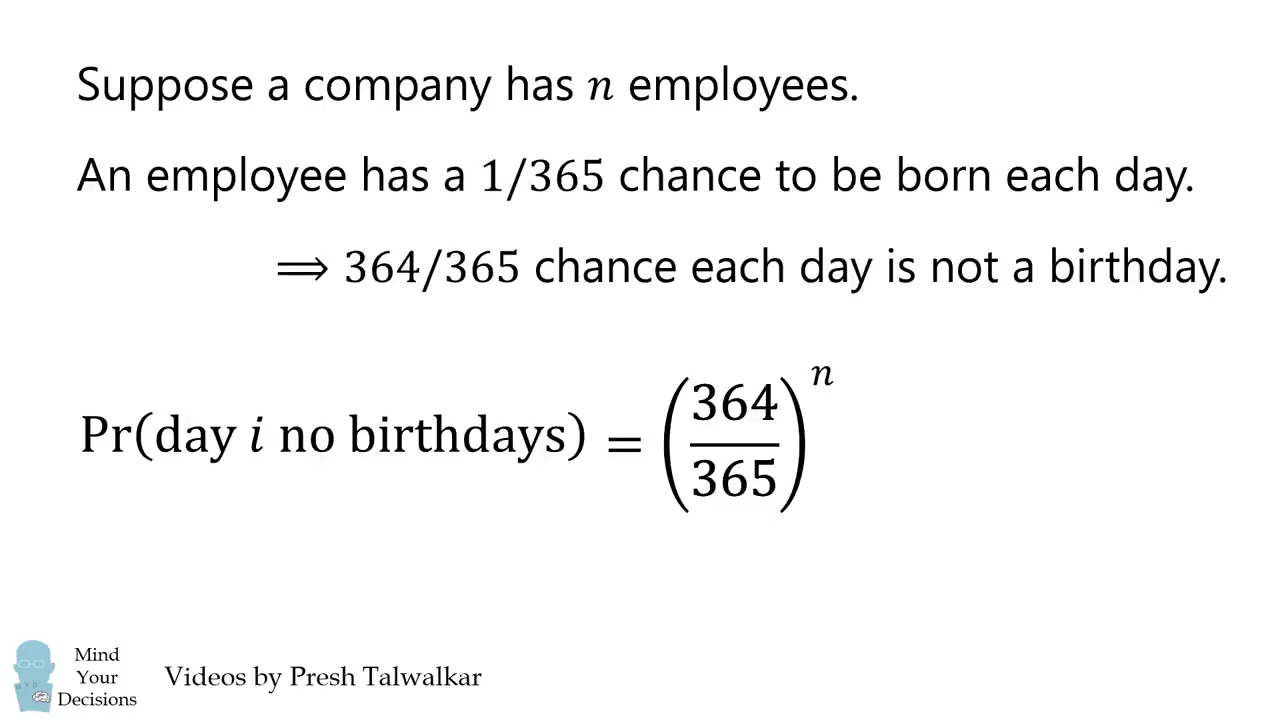 Suppose a company has n employees.
An employee has a 1/365 chance to be born each day.
⟹ 364/365 chance each day is not a birthday.
Pr(day i no birthdays) = (364/365)ⁿ
Mind
Your
Decisions
Videos by Presh Talwalkar